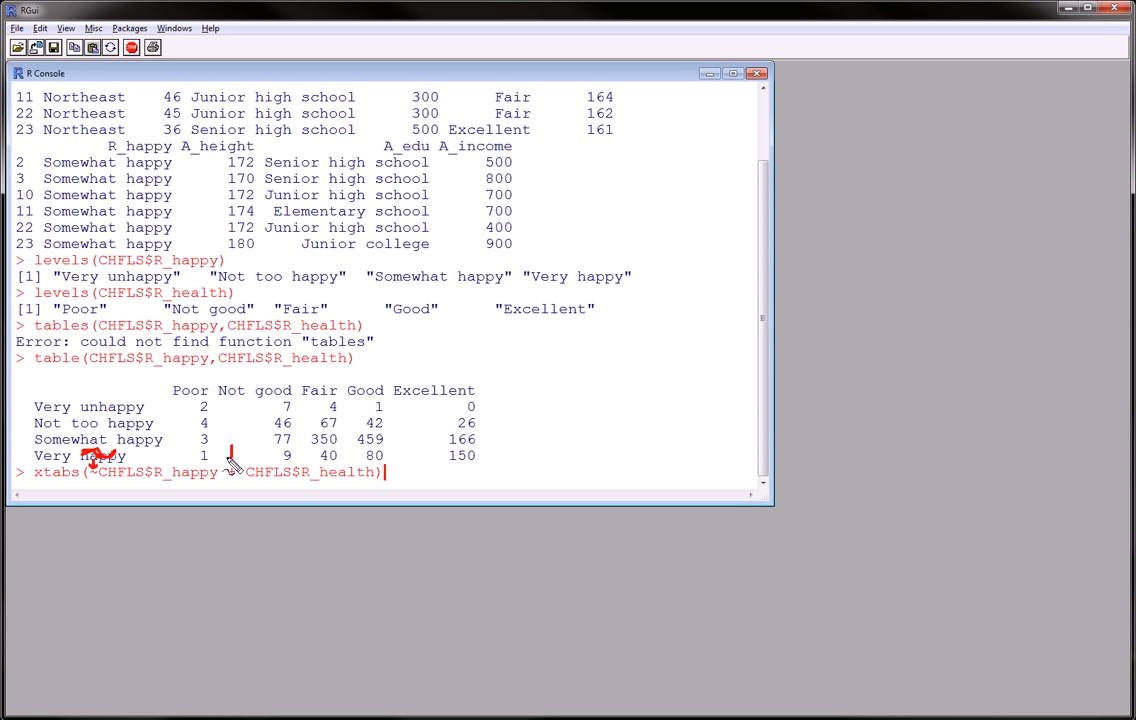 RGui
File Edit View Misc Packages Windows Help
R Console
11 Northeast 46 Junior high school 300 Fair 164
22 Northeast 45 Junior high school 300 Fair 162
23 Northeast 36 Senior high school 500 Excellent 161
R_happy A_height A_edu A_income
2 Somewhat happy 172 Senior high school 500
3 Somewhat happy 170 Senior high school 800
10 Somewhat happy 172 Junior high school 700
11 Somewhat happy 174 Elementary school 700
22 Somewhat happy 172 Junior high school 400
23 Somewhat happy 180 Junior college 900
> levels(CHFLS$R_happy)
[1] "Very unhappy" "Not too happy" "Somewhat happy" "Very happy"
> levels(CHFLS$R_health)
[1] "Poor" "Not good" "Fair" "Good" "Excellent"
> tables(CHFLS$R_happy,CHFLS$R_health)
Error: could not find function "tables"
> table(CHFLS$R_happy,CHFLS$R_health)
Poor Not good Fair Good Excellent
Very unhappy 2 7 4 1 0
Not too happy 4 46 67 42 26
Somewhat happy 3 77 350 459 166
Very happy 1 9 40 80 150
> xtabs(~CHFLS$R_happy ~ CHFLS$R_health)